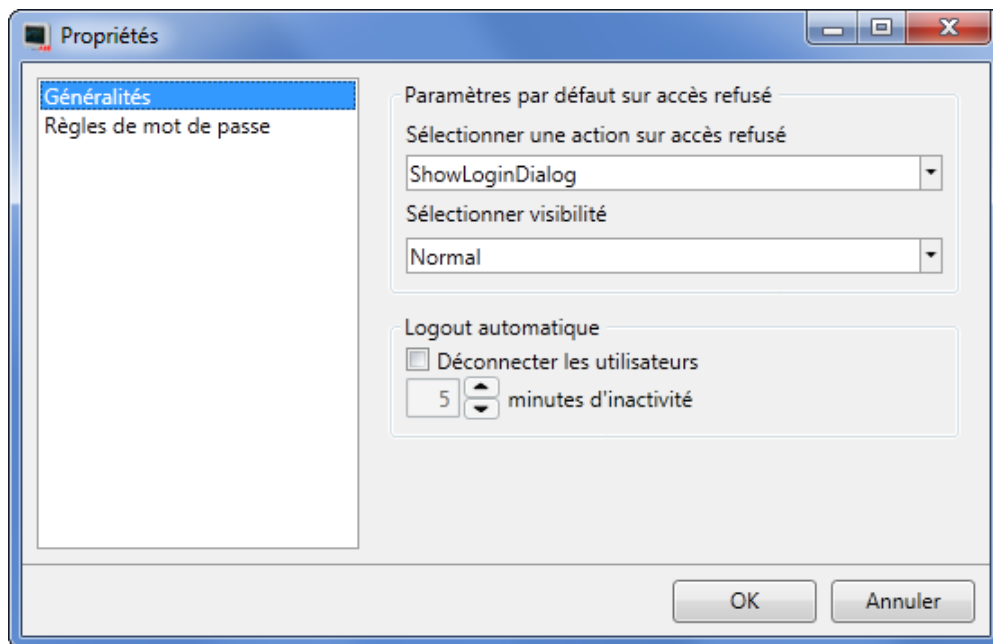 Propriétés
Généralités
Règles de mot de passe
Paramètres par défaut sur accès refusé
Sélectionner une action sur accès refusé
ShowLoginDialog
Sélectionner visibilité
Normal
Logout automatique
Déconnecter les utilisateurs
5 minutes d'inactivité
OK Annuler